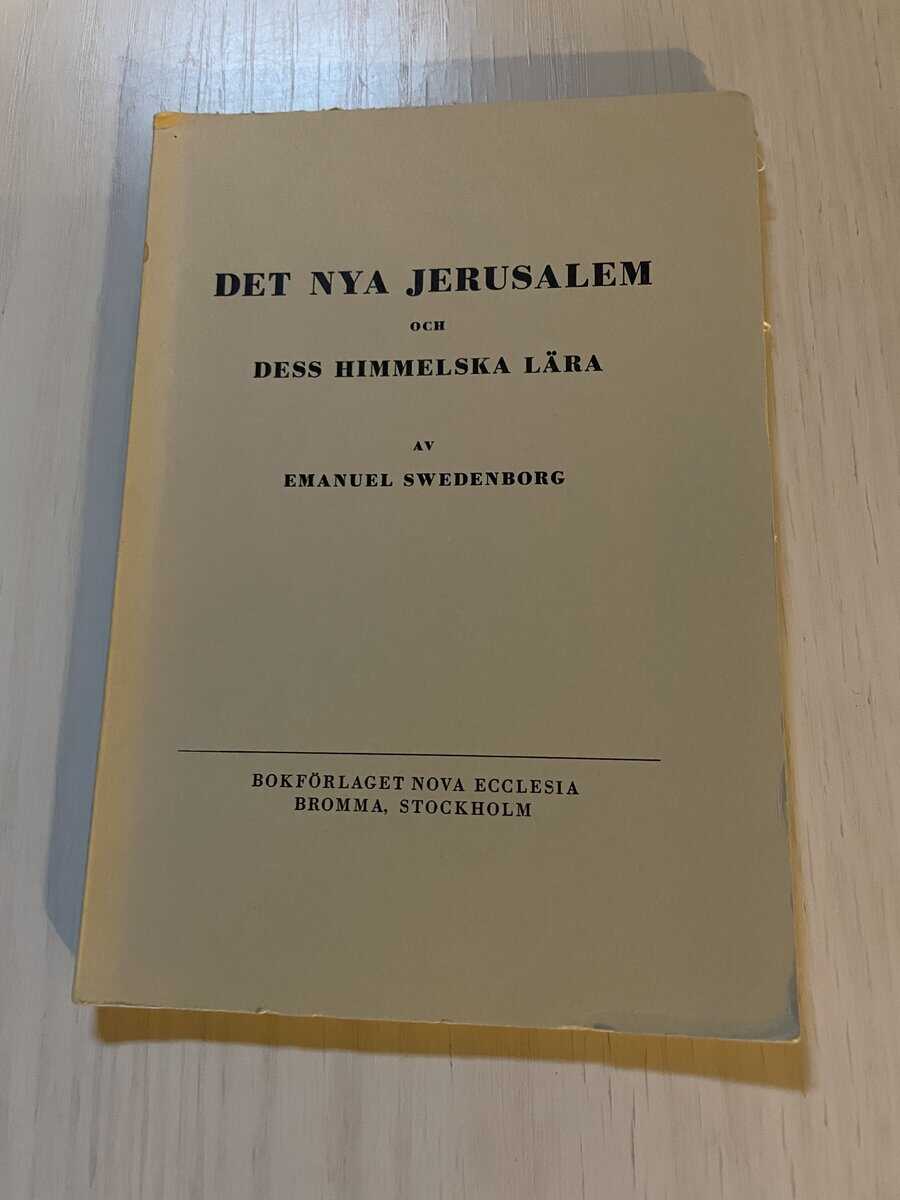 DET NYA JERUSALEM
OCH
DESS HIMMELSKA LÄRA
AV
EMANUEL SWEDENBORG
BOKFÖRLAGET NOVA ECCLESIA
BROMMA, STOCKHOLM